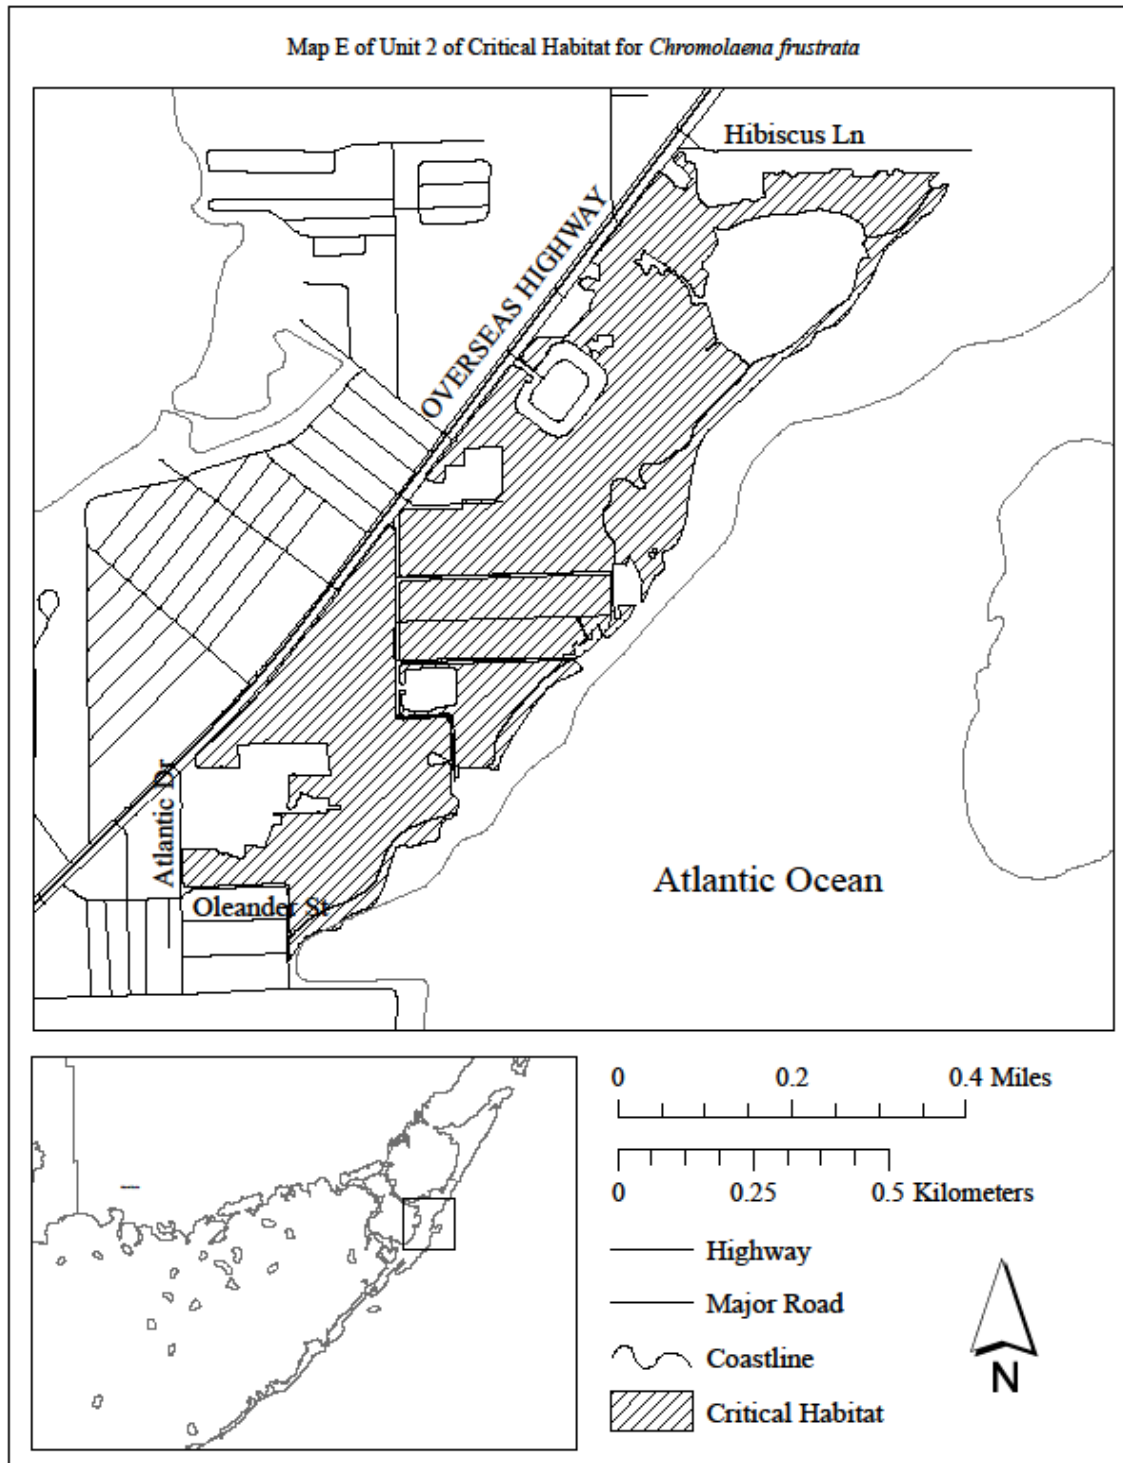 Map E of Unit 2 of Critical Habitat for Chromolaena frustrata
Hibiscus Ln
OVERSEAS HIGHWAY
Atlantic Dr
Oleander St
Atlantic Ocean
0 0.2 0.4 Miles
0 0.25 0.5 Kilometers
Highway
Major Road
Coastline
Critical Habitat
N